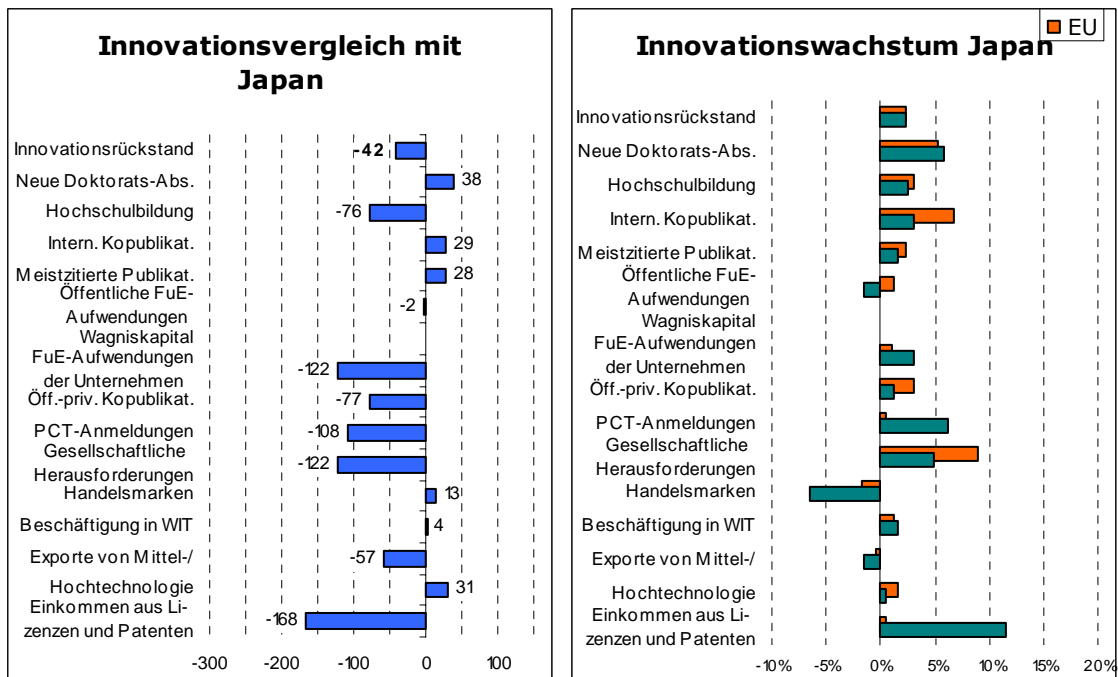 Innovationsvergleich mit
Japan
Innovationsrückstand
-42
Neue Doktorats-Abs.
38
Hochschulbildung
-76
Intern. Kopublikat.
29
Meistzitierte Publikat.
28
Öffentliche FuE-
Aufwendungen
-2
Wagniskapital
FuE-Aufwendungen
der Unternehmen
-122
Öff.-priv. Kopublikat.
-77
PCT-Anmeldungen
-108
Gesellschaftliche
Herausforderungen
-122
Handelsmarken
13
Beschäftigung in WIT
4
Exporte von Mittel-/
-57
Hochtechnologie
31
Einkommen aus Li-
zenzen und Patenten
-168
-300 -200 -100 0 100
EU
Innovationswachstum Japan
Innovationsrückstand
Neue Doktorats-Abs.
Hochschulbildung
Intern. Kopublikat.
Meistzitierte Publikat.
Öffentliche FuE-
Aufwendungen
Wagniskapital
FuE-Aufwendungen
der Unternehmen
Öff.-priv. Kopublikat.
PCT-Anmeldungen
Gesellschaftliche
Herausforderungen
Handelsmarken
Beschäftigung in WIT
Exporte von Mittel-/
Hochtechnologie
Einkommen aus Li-
zenzen und Patenten
-10% -5% 0% 5% 10% 15% 20%